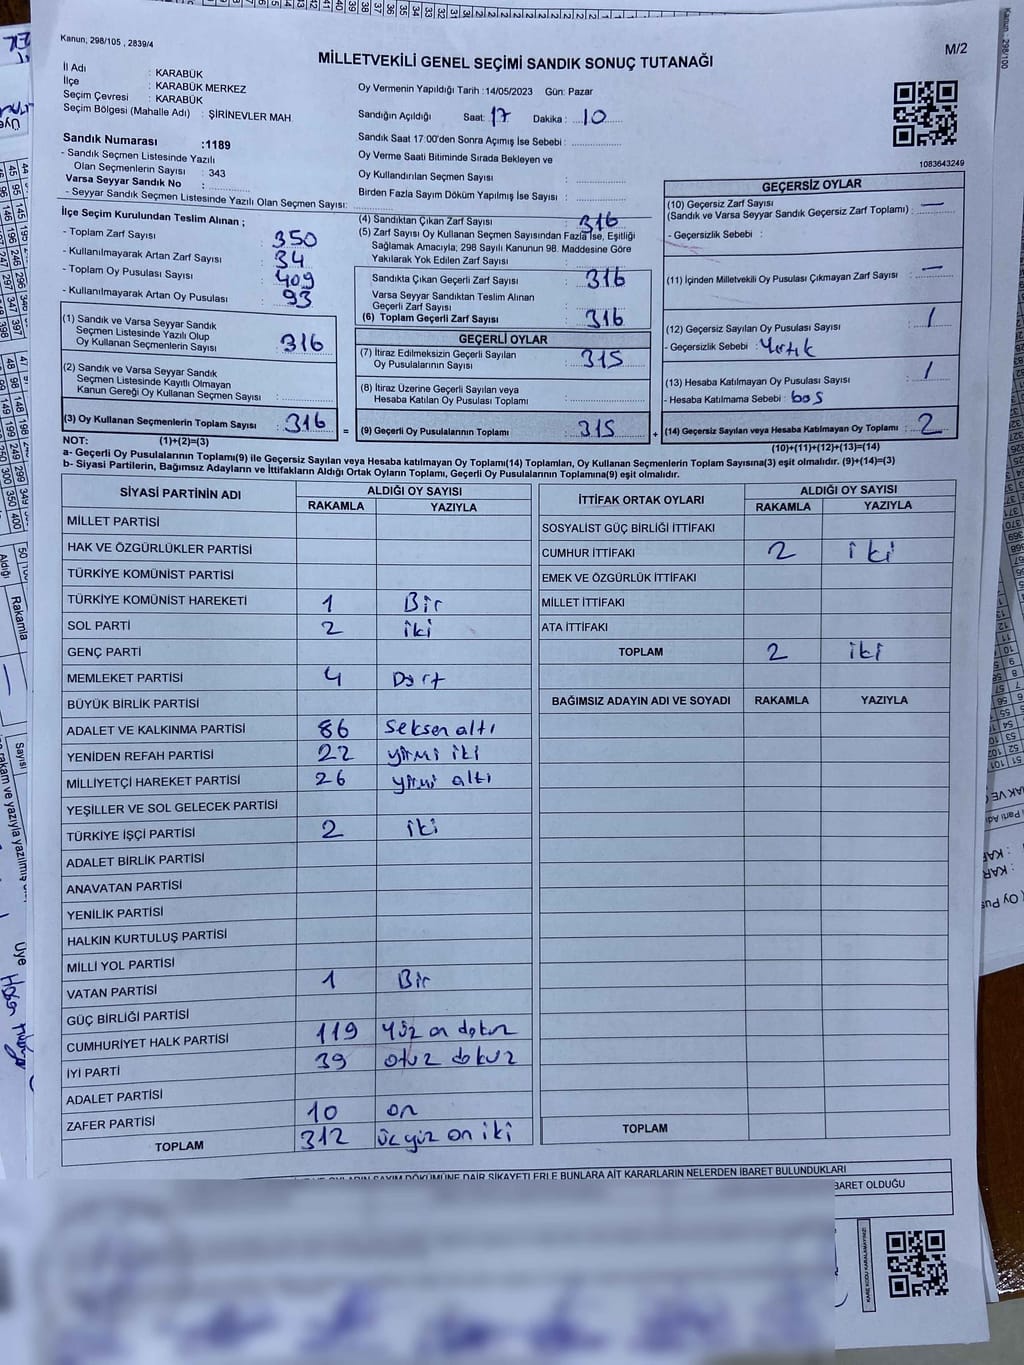 Kanun; 298/105 , 2839/4
M/2
MİLLETVEKİLİ GENEL SEÇİMİ SANDIK SONUÇ TUTANAĞI
İl Adı : KARABÜK
İlçe : KARABÜK MERKEZ
Seçim Çevresi : KARABÜK
Seçim Bölgesi (Mahalle Adı) : ŞİRİNEVLER MAH.
Sandık Numarası :1189
- Sandık Seçmen Listesinde Yazılı
Olan Seçmenlerin Sayısı : 343
Varsa Seyyar Sandık No :
- Seyyar Sandık Seçmen Listesinde Yazılı Olan Seçmen Sayısı:
Oy Vermenin Yapıldığı Tarih :14/05/2023 Gün: Pazar
Sandığın Açıldığı Saat: 17 Dakika : 10
Sandık Saat 17:00'den Sonra Açımış İse Sebebi :
Oy Verme Saati Bitiminde Sırada Bekleyen ve
Oy Kullandırılan Seçmen Sayısı :
Birden Fazla Sayım Döküm Yapılmış İse Sayısı :
1083643249
İlçe Seçim Kurulundan Teslim Alınan ;
- Toplam Zarf Sayısı : 350
- Kullanılmayarak Artan Zarf Sayısı : 34
- Toplam Oy Pusulası Sayısı : 409
- Kullanılmayarak Artan Oy Pusulası : 93
(1) Sandık ve Varsa Seyyar Sandık
Seçmen Listesinde Yazılı Olup
Oy Kullanan Seçmenlerin Sayısı : 316
(2) Sandık ve Varsa Seyyar Sandık
Seçmen Listesinde Kayıtlı Olmayan
Kanun Gereği Oy Kullanan Seçmen Sayısı :
(3) Oy Kullanan Seçmenlerin Toplam Sayısı : 316
(4) Sandıktan Çıkan Zarf Sayısı : 316
(5) Zarf Sayısı Oy Kullanan Seçmen Sayısından Fazla İse, Eşitliği
Sağlamak Amacıyla; 298 Sayılı Kanunun 98. Maddesine Göre
Yakılarak Yok Edilen Zarf Sayısı :
Sandıkta Çıkan Geçerli Zarf Sayısı : 316
Varsa Seyyar Sandıktan Teslim Alınan
Geçerli Zarf Sayısı :
(6) Toplam Geçerli Zarf Sayısı : 316
GEÇERLİ OYLAR
(7) İtiraz Edilmeksizin Geçerli Sayılan
Oy Pusulalarının Sayısı : 315
(8) İtiraz Üzerine Geçerli Sayılan veya
Hesaba Katılan Oy Pusulası Toplamı :
= (9) Geçerli Oy Pusulalarının Toplamı : 315 +
GEÇERSİZ OYLAR
(10) Geçersiz Zarf Sayısı
(Sandık ve Varsa Seyyar Sandık Geçersiz Zarf Toplamı) : —
- Geçersizlik Sebebi :
(11) İçinden Milletvekili Oy Pusulası Çıkmayan Zarf Sayısı : —
(12) Geçersiz Sayılan Oy Pusulası Sayısı : 1
- Geçersizlik Sebebi : Yırtık
(13) Hesaba Katılmayan Oy Pusulası Sayısı : 1
- Hesaba Katılmama Sebebi : boş
(14) Geçersiz Sayılan veya Hesaba Katılmayan Oy Toplamı : 2
NOT: (1)+(2)=(3)
(10)+(11)+(12)+(13)=(14)
a- Geçerli Oy Pusulalarının Toplamı(9) ile Geçersiz Sayılan veya Hesaba katılmayan Oy Toplamı(14) Toplamları, Oy Kullanan Seçmenlerin Toplam Sayısına(3) eşit olmalıdır. (9)+(14)=(3)
b- Siyasi Partilerin, Bağımsız Adayların ve İttifakların Aldığı Ortak Oyların Toplamı, Geçerli Oy Pusulalarının Toplamına(9) eşit olmalıdır.
SİYASİ PARTİNİN ADI ALDIĞI OY SAYISI
RAKAMLA YAZIYLA
MİLLET PARTİSİ
HAK VE ÖZGÜRLÜKLER PARTİSİ
TÜRKİYE KOMÜNİST PARTİSİ
TÜRKİYE KOMÜNİST HAREKETİ 1 Bir
SOL PARTİ 2 iki
GENÇ PARTİ
MEMLEKET PARTİSİ 4 Dört
BÜYÜK BİRLİK PARTİSİ
ADALET VE KALKINMA PARTİSİ 86 Seksen altı
YENİDEN REFAH PARTİSİ 22 yirmi iki
MİLLİYETÇİ HAREKET PARTİSİ 26 yirmi altı
YEŞİLLER VE SOL GELECEK PARTİSİ
TÜRKİYE İŞÇİ PARTİSİ 2 iki
ADALET BİRLİK PARTİSİ
ANAVATAN PARTİSİ
YENİLİK PARTİSİ
HALKIN KURTULUŞ PARTİSİ
MİLLİ YOL PARTİSİ
VATAN PARTİSİ 1 Bir
GÜÇ BİRLİĞİ PARTİSİ
CUMHURİYET HALK PARTİSİ 119 Yüz on dokuz
İYİ PARTİ 39 otuz dokuz
ADALET PARTİSİ
ZAFER PARTİSİ 10 on
TOPLAM 312 üç yüz on iki
İTTİFAK ORTAK OYLARI ALDIĞI OY SAYISI
RAKAMLA YAZIYLA
SOSYALİST GÜÇ BİRLİĞİ İTTİFAKI
CUMHUR İTTİFAKI 2 iki
EMEK VE ÖZGÜRLÜK İTTİFAKI
MİLLET İTTİFAKI
ATA İTTİFAKI
TOPLAM 2 iki
BAĞIMSIZ ADAYIN ADI VE SOYADI RAKAMLA YAZIYLA
TOPLAM
SAYIM DÖKÜMÜNE DAİR ŞİKAYETLERLE BUNLARA AİT KARARLARIN NELERDEN İBARET BULUNDUKLARI
İBARET OLDUĞU
KARE KODU KARALAMAYINIZ!